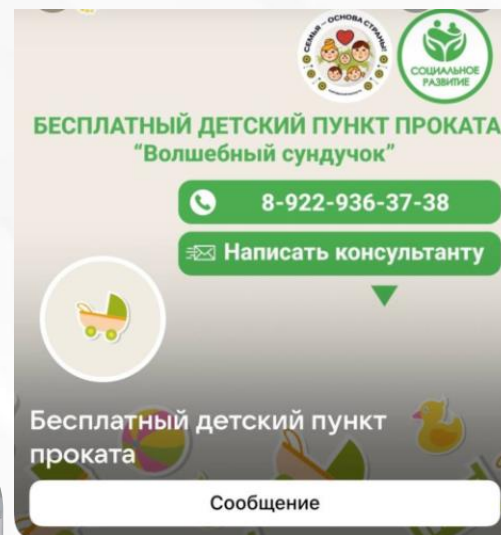 СЕМЬЯ – ОСНОВА СТРАНЫ!
СОЦИАЛЬНОЕ
РАЗВИТИЕ
БЕСПЛАТНЫЙ ДЕТСКИЙ ПУНКТ ПРОКАТА
“Волшебный сундучок”
8-922-936-37-38
Написать консультанту
Бесплатный детский пункт
проката
Сообщение